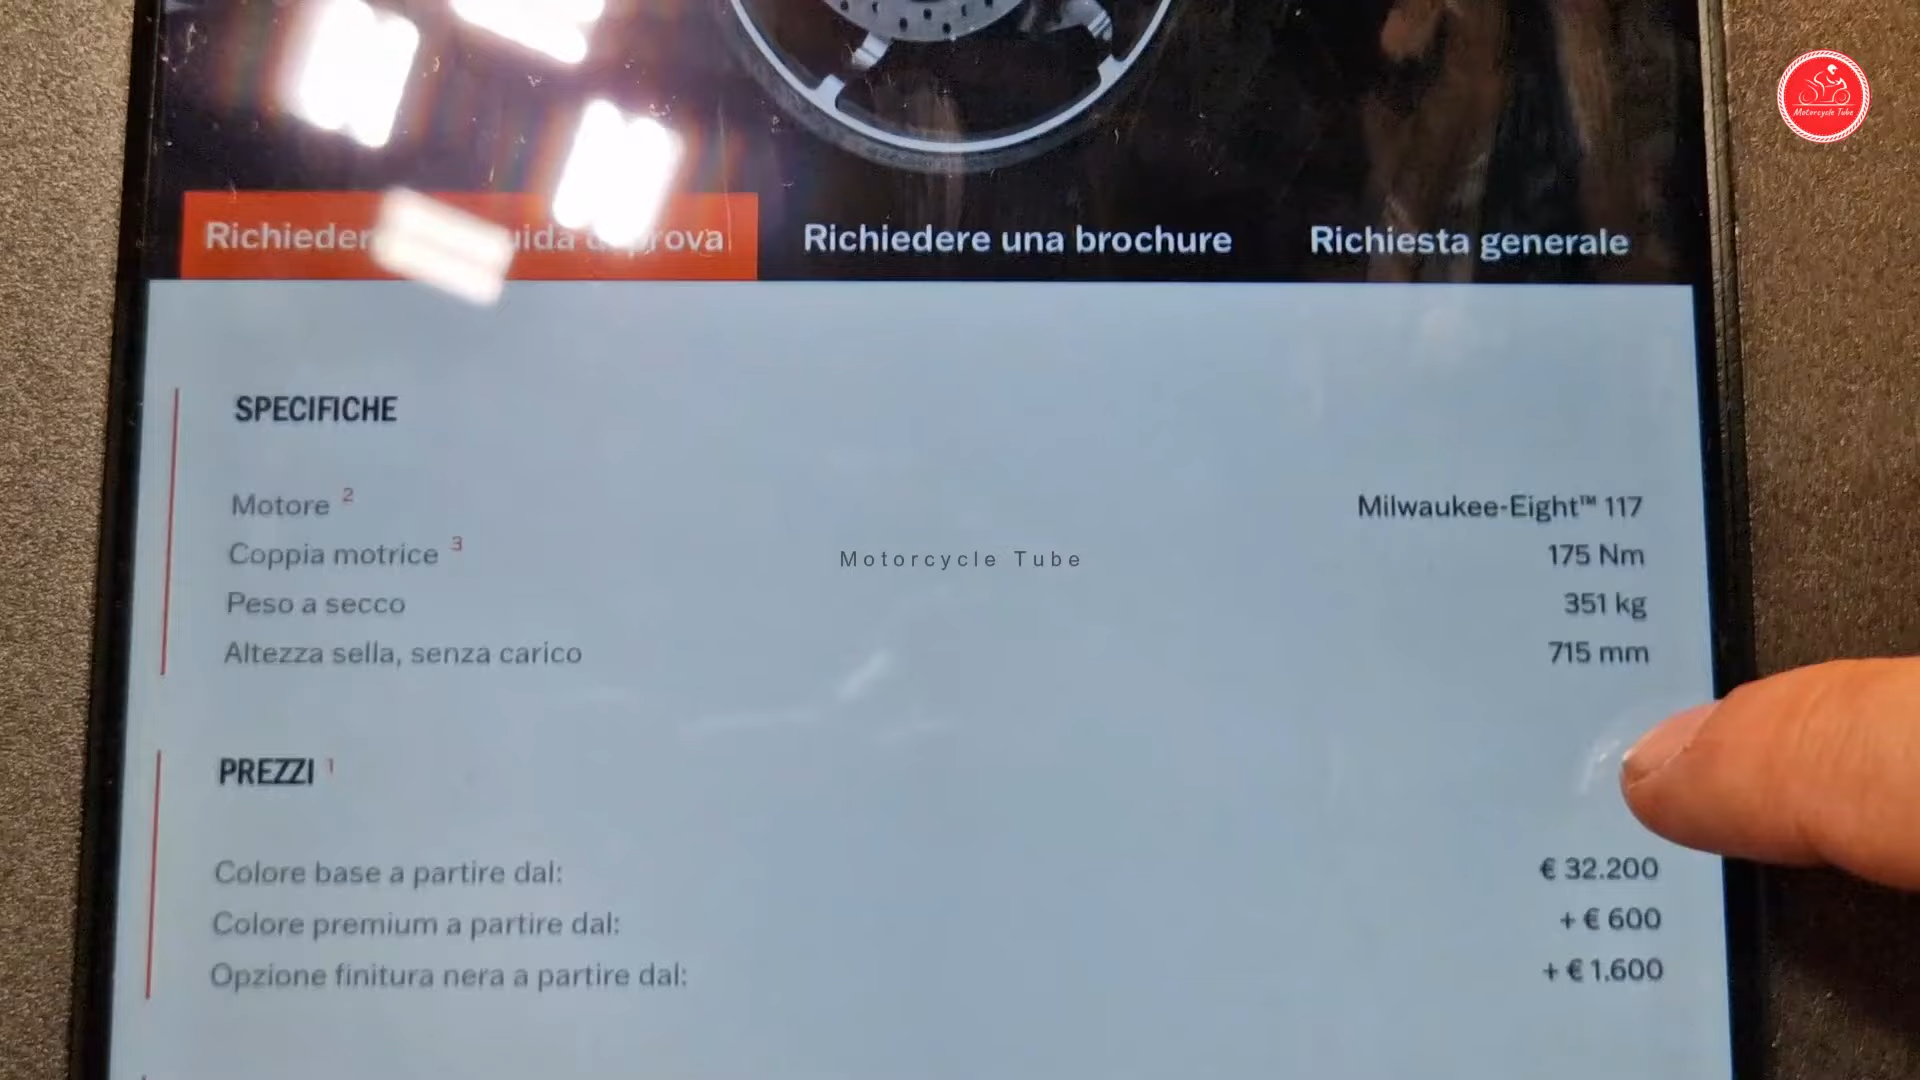 Motorcycle Tube
Richiedere una brochure
Richiesta generale
SPECIFICHE
Motore 2
Milwaukee-Eight™ 117
Coppia motrice 3
175 Nm
Motorcycle Tube
Peso a secco
351 kg
Altezza sella, senza carico
715 mm
PREZZI 1
Colore base a partire dal:
€ 32.200
Colore premium a partire dal:
+ € 600
Opzione finitura nera a partire dal:
+ € 1.600